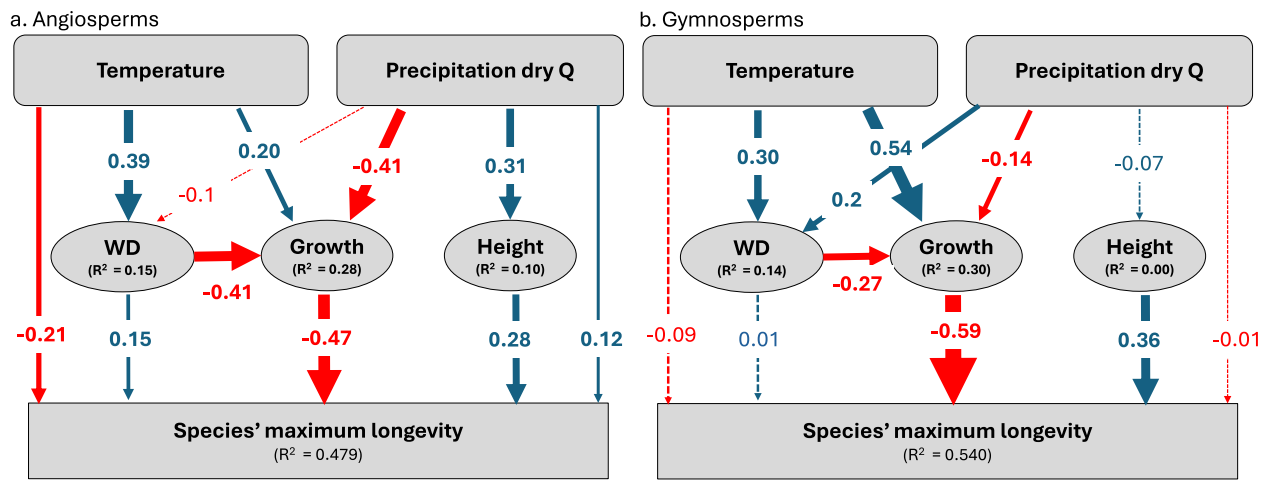 a. Angiosperms
Temperature
Precipitation dry Q
0.39
0.20
-0.1
-0.41
0.31
WD
(R² = 0.15)
Growth
(R² = 0.28)
Height
(R² = 0.10)
-0.41
-0.21
0.15
-0.47
0.28
0.12
Species’ maximum longevity
(R² = 0.479)
b. Gymnosperms
Temperature
Precipitation dry Q
0.30
0.54
0.2
-0.14
-0.07
WD
(R² = 0.14)
Growth
(R² = 0.30)
Height
(R² = 0.00)
-0.27
-0.09
0.01
-0.59
0.36
-0.01
Species’ maximum longevity
(R² = 0.540)